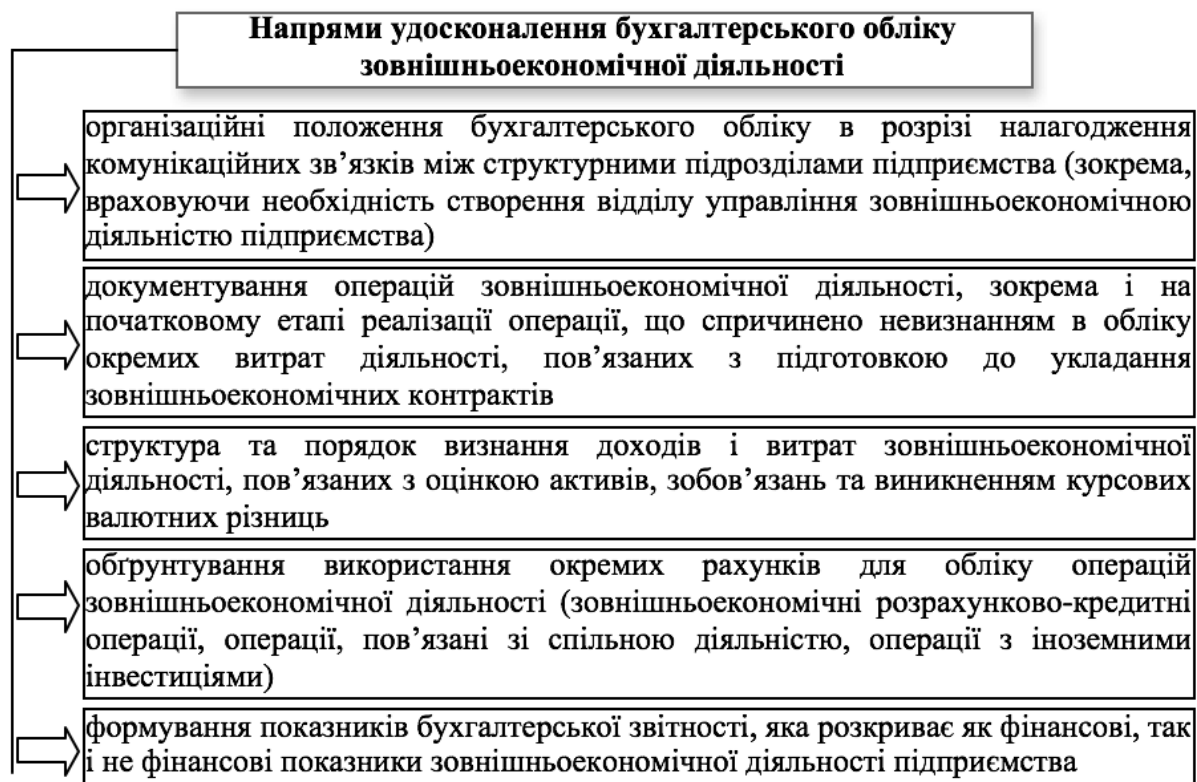 Напрями удосконалення бухгалтерського обліку
зовнішньоекономічної діяльності
організаційні положення бухгалтерського обліку в розрізі налагодження
комунікаційних зв’язків між структурними підрозділами підприємства (зокрема,
враховуючи необхідність створення відділу управління зовнішньоекономічною
діяльністю підприємства)
документування операцій зовнішньоекономічної діяльності, зокрема і на
початковому етапі реалізації операції, що спричинено невизнанням в обліку
окремих витрат діяльності, пов’язаних з підготовкою до укладання
зовнішньоекономічних контрактів
структура та порядок визнання доходів і витрат зовнішньоекономічної
діяльності, пов’язаних з оцінкою активів, зобов’язань та виникненням курсових
валютних різниць
обґрунтування використання окремих рахунків для обліку операцій
зовнішньоекономічної діяльності (зовнішньоекономічні розрахунково-кредитні
операції, операції, пов’язані зі спільною діяльністю, операції з іноземними
інвестиціями)
формування показників бухгалтерської звітності, яка розкриває як фінансові, так
і не фінансові показники зовнішньоекономічної діяльності підприємства